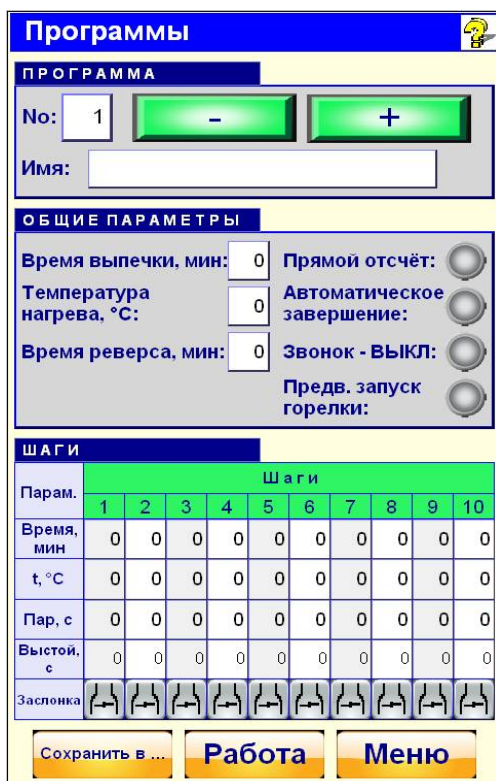 Программы
ПРОГРАММА
No: 1 - +
Имя:
ОБЩИЕ ПАРАМЕТРЫ
Время выпечки, мин: 0 Прямой отсчёт:
Температура нагрева, °C: 0 Автоматическое завершение:
Время реверса, мин: 0 Звонок - ВЫКЛ:
Предв. запуск горелки:
ШАГИ
Парам. Шаги
1 2 3 4 5 6 7 8 9 10
Время, мин 0 0 0 0 0 0 0 0 0 0
t, °C 0 0 0 0 0 0 0 0 0 0
Пар, с 0 0 0 0 0 0 0 0 0 0
Выстой, с 0 0 0 0 0 0 0 0 0 0
Заслонка
Сохранить в ... Работа Меню